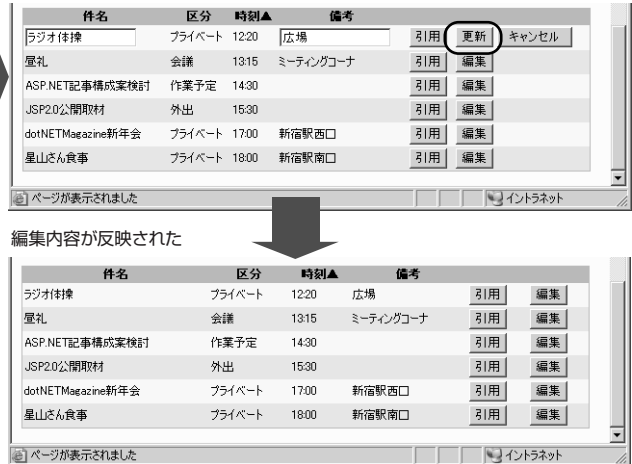 件名 区分 時刻▲ 備考
ラジオ体操 プライベート 12:20 広場 引用 更新 キャンセル
昼礼 会議 13:15 ミーティングコーナ 引用 編集
ASP.NET記事構成案検討 作業予定 14:30 引用 編集
JSP2.0公開取材 外出 15:30 引用 編集
dotNETMagazine新年会 プライベート 17:00 新宿駅西口 引用 編集
星山さん食事 プライベート 18:00 新宿駅南口 引用 編集
ページが表示されました イントラネット
編集内容が反映された
件名 区分 時刻▲ 備考
ラジオ体操 プライベート 12:20 広場 引用 編集
昼礼 会議 13:15 ミーティングコーナ 引用 編集
ASP.NET記事構成案検討 作業予定 14:30 引用 編集
JSP2.0公開取材 外出 15:30 引用 編集
dotNETMagazine新年会 プライベート 17:00 新宿駅西口 引用 編集
星山さん食事 プライベート 18:00 新宿駅南口 引用 編集
ページが表示されました イントラネット